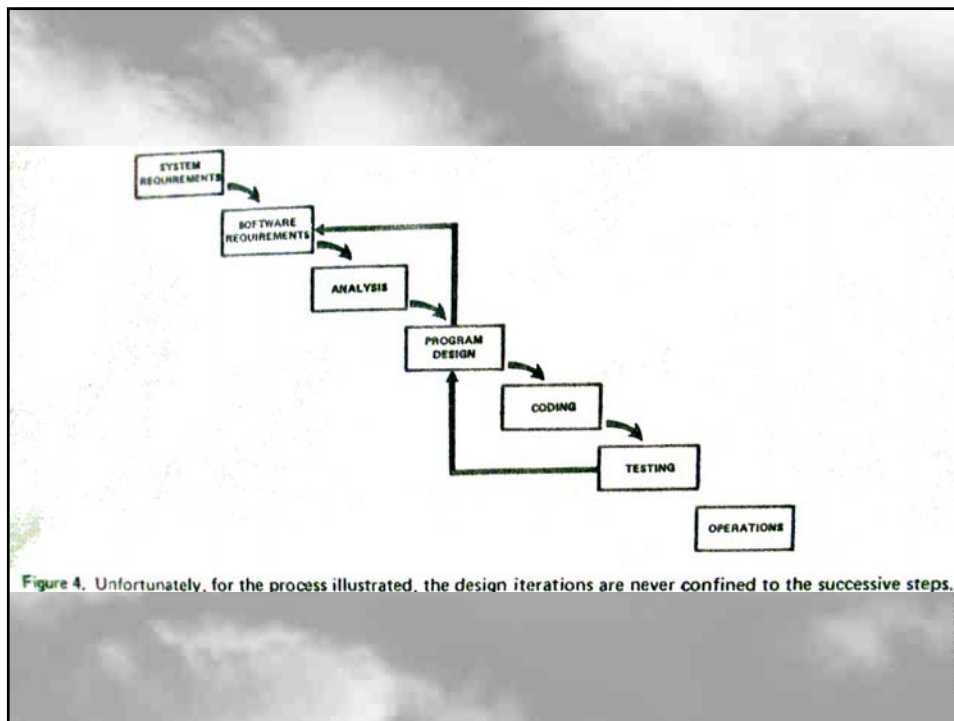 SYSTEM
REQUIREMENTS
SOFTWARE
REQUIREMENTS
ANALYSIS
PROGRAM
DESIGN
CODING
TESTING
OPERATIONS
Figure 4. Unfortunately, for the process illustrated, the design iterations are never confined to the successive steps.